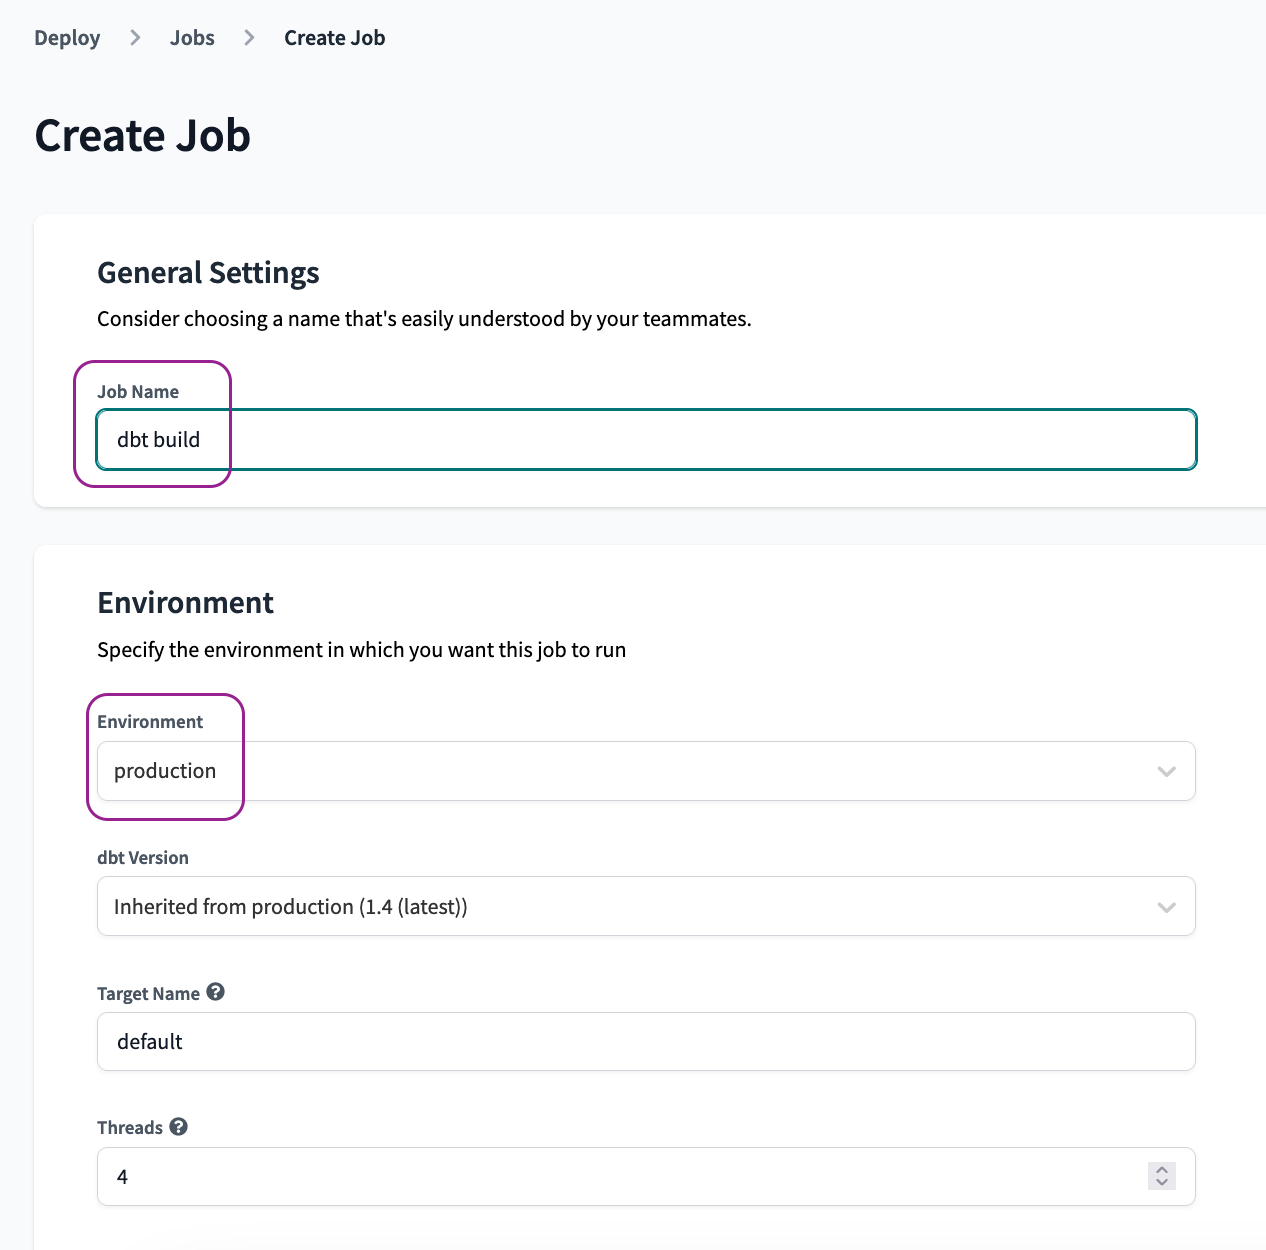 Deploy > Jobs > Create Job
Create Job
General Settings
Consider choosing a name that's easily understood by your teammates.
Job Name
dbt build
Environment
Specify the environment in which you want this job to run
Environment
production
dbt Version
Inherited from production (1.4 (latest))
Target Name ?
default
Threads ?
4